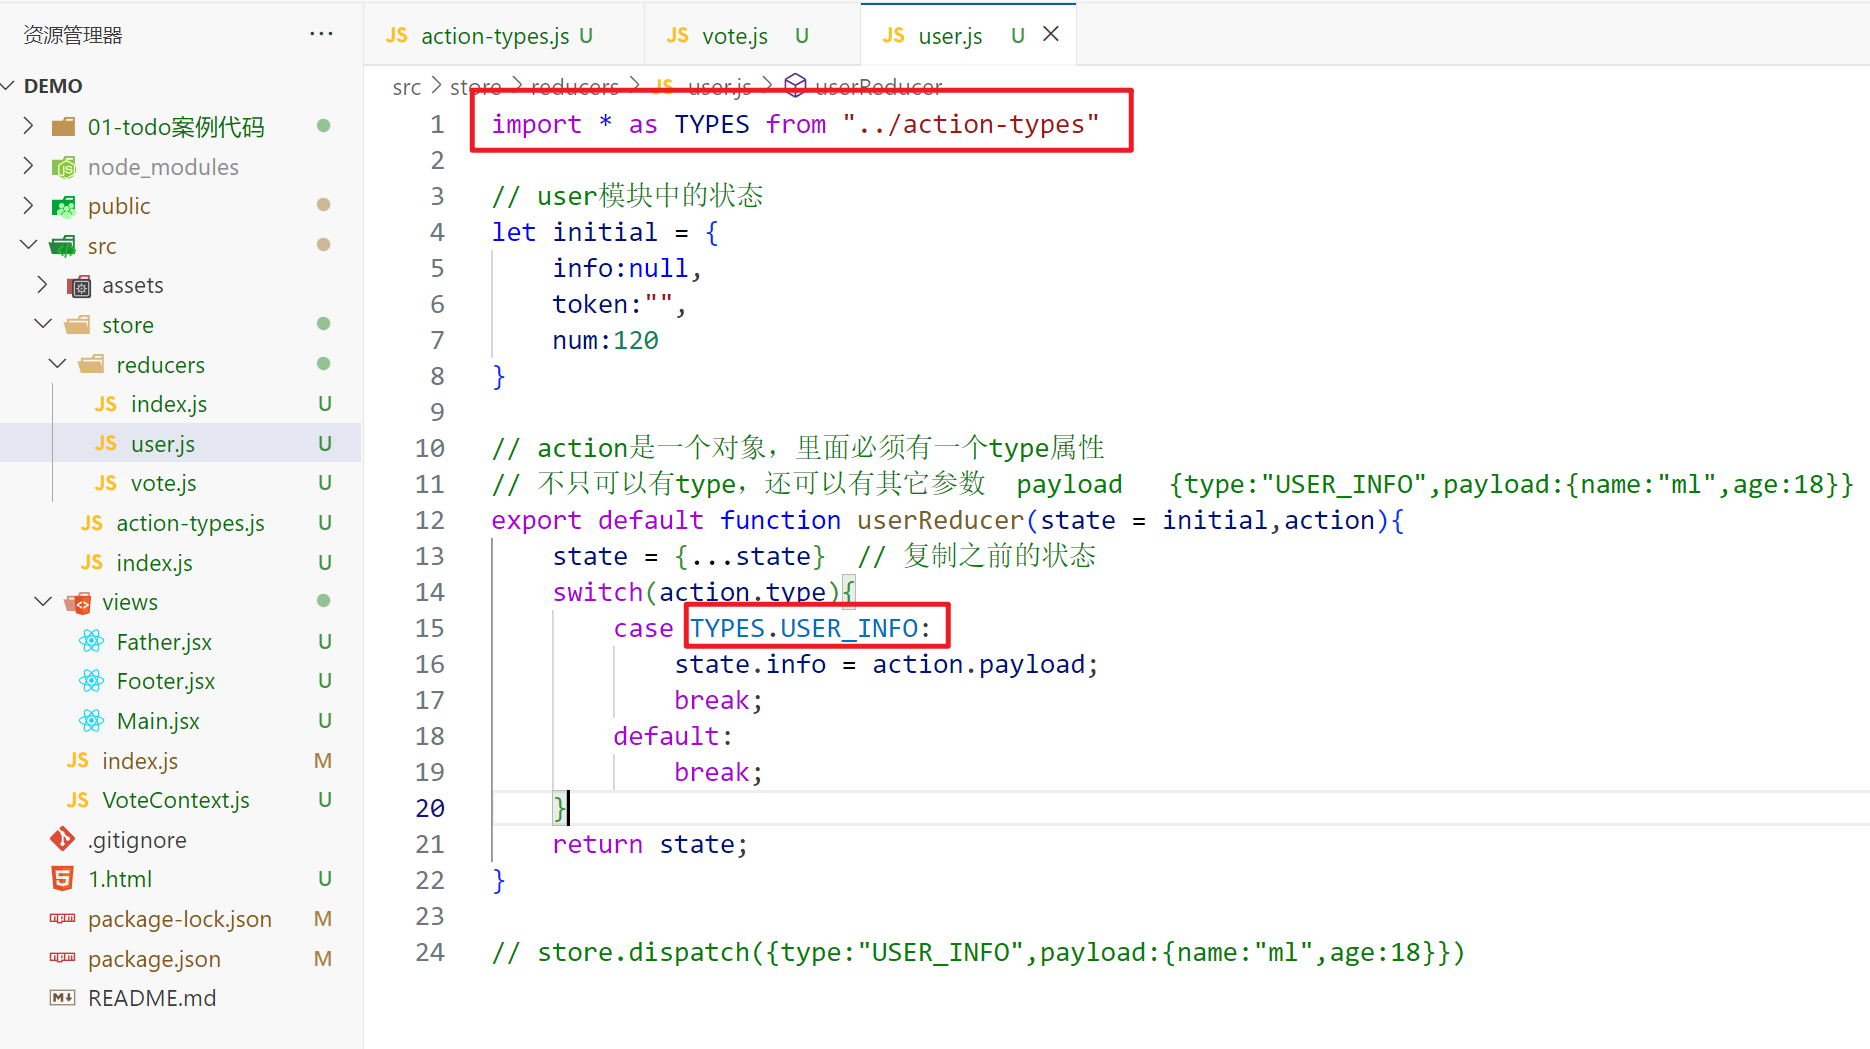 资源管理器 ···
DEMO
01-todo案例代码
node_modules
public
src
assets
store
reducers
JS index.js U
JS user.js U
JS vote.js U
JS action-types.js U
JS index.js U
views
Father.jsx U
Footer.jsx U
Main.jsx U
JS index.js M
JS VoteContext.js U
.gitignore
1.html U
package-lock.json M
package.json M
README.md
JS action-types.js U
JS vote.js U
JS user.js U
src > store > reducers > JS user.js > userReducer
1 import * as TYPES from "../action-types"
2
3 // user模块中的状态
4 let initial = {
5 info:null,
6 token:"",
7 num:120
8 }
9
10 // action是一个对象，里面必须有一个type属性
11 // 不只可以有type，还可以有其它参数 payload {type:"USER_INFO",payload:{name:"ml",age:18}}
12 export default function userReducer(state = initial,action){
13 state = {...state} // 复制之前的状态
14 switch(action.type){
15 case TYPES.USER_INFO:
16 state.info = action.payload;
17 break;
18 default:
19 break;
20 }
21 return state;
22 }
23
24 // store.dispatch({type:"USER_INFO",payload:{name:"ml",age:18}})